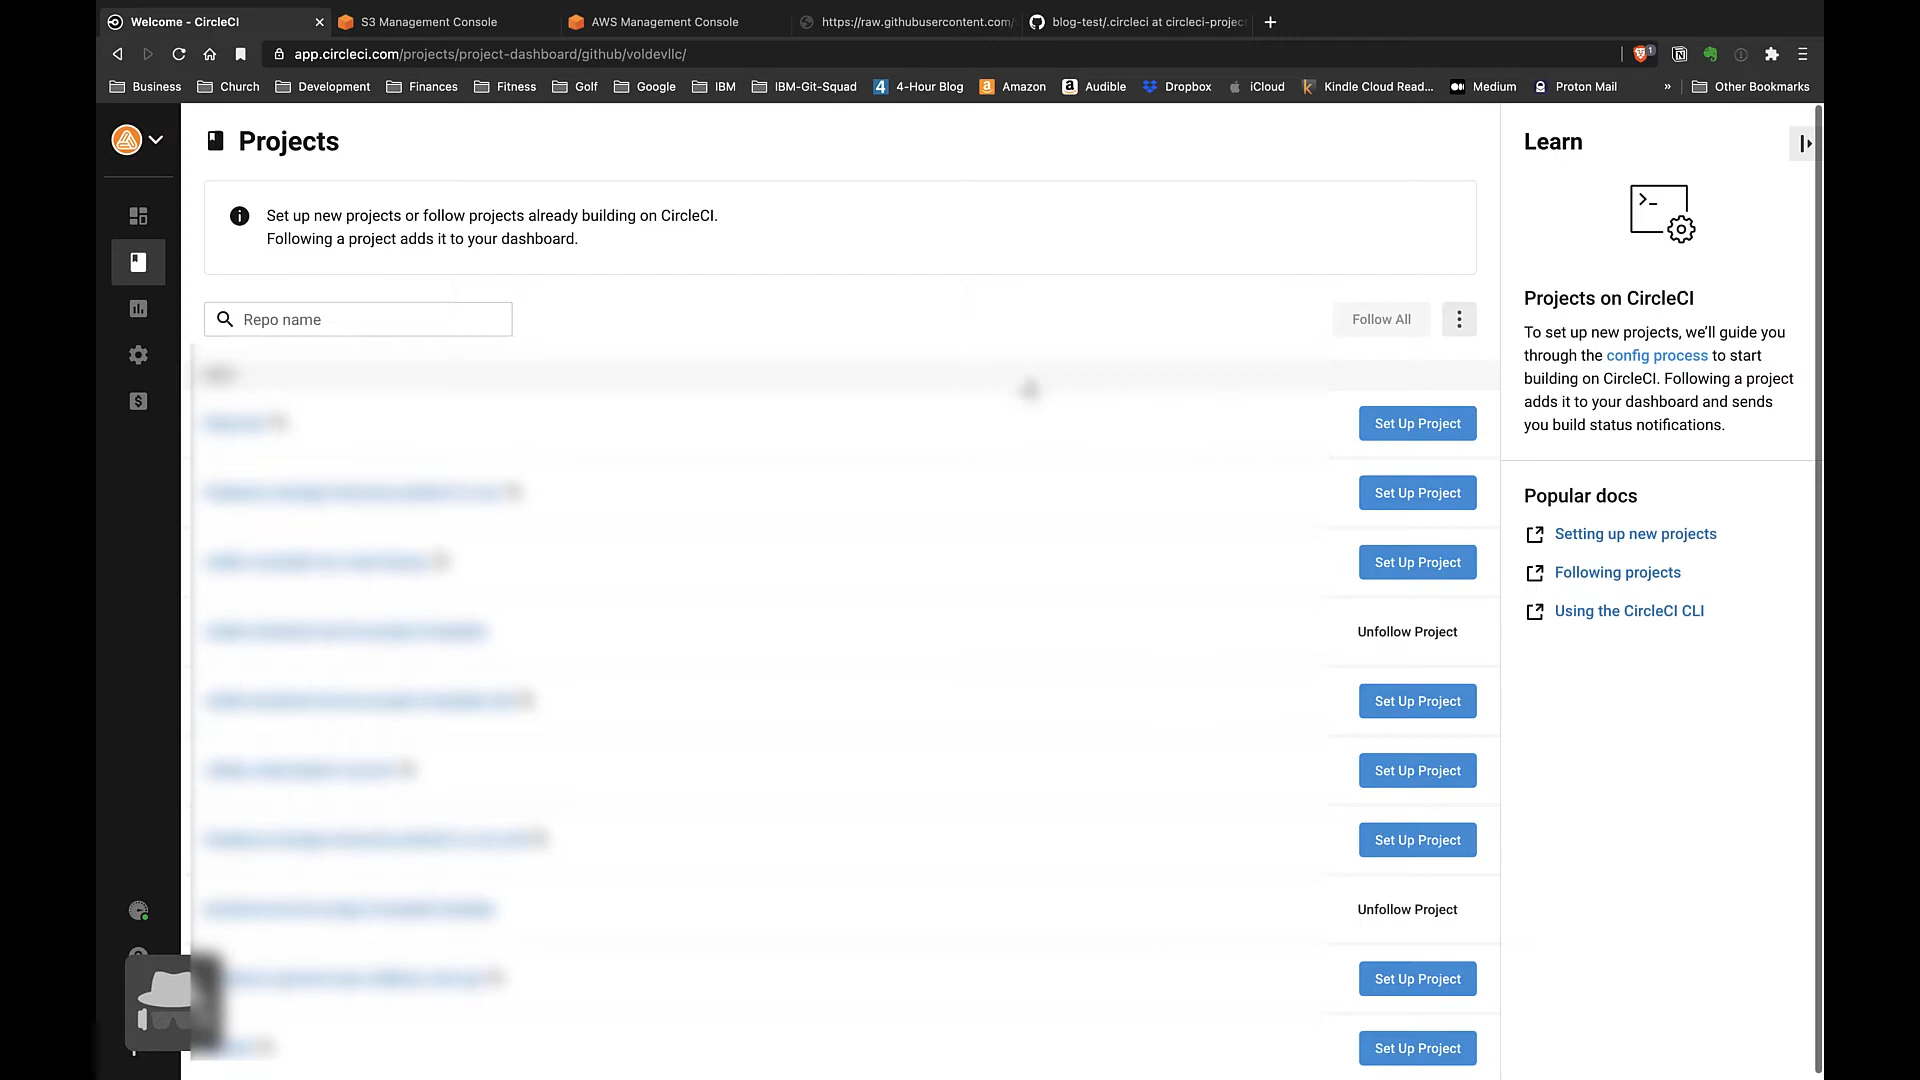 Welcome - CircleCI
S3 Management Console
AWS Management Console
https://raw.githubusercontent.com/
blog-test/.circleci at circleci-project
app.circleci.com/projects/project-dashboard/github/voldevllc/
1
Business
Church
Development
Finances
Fitness
Golf
Google
IBM
IBM-Git-Squad
4-Hour Blog
Amazon
Audible
Dropbox
iCloud
Kindle Cloud Read...
Medium
Proton Mail
»
Other Bookmarks
Projects
Set up new projects or follow projects already building on CircleCI.
Following a project adds it to your dashboard.
Repo name
Follow All
Set Up Project
Set Up Project
Set Up Project
Unfollow Project
Set Up Project
Set Up Project
Set Up Project
Unfollow Project
Set Up Project
Set Up Project
Learn
Projects on CircleCI
To set up new projects, we’ll guide you
through the config process to start
building on CircleCI. Following a project
adds it to your dashboard and sends
you build status notifications.
Popular docs
Setting up new projects
Following projects
Using the CircleCI CLI